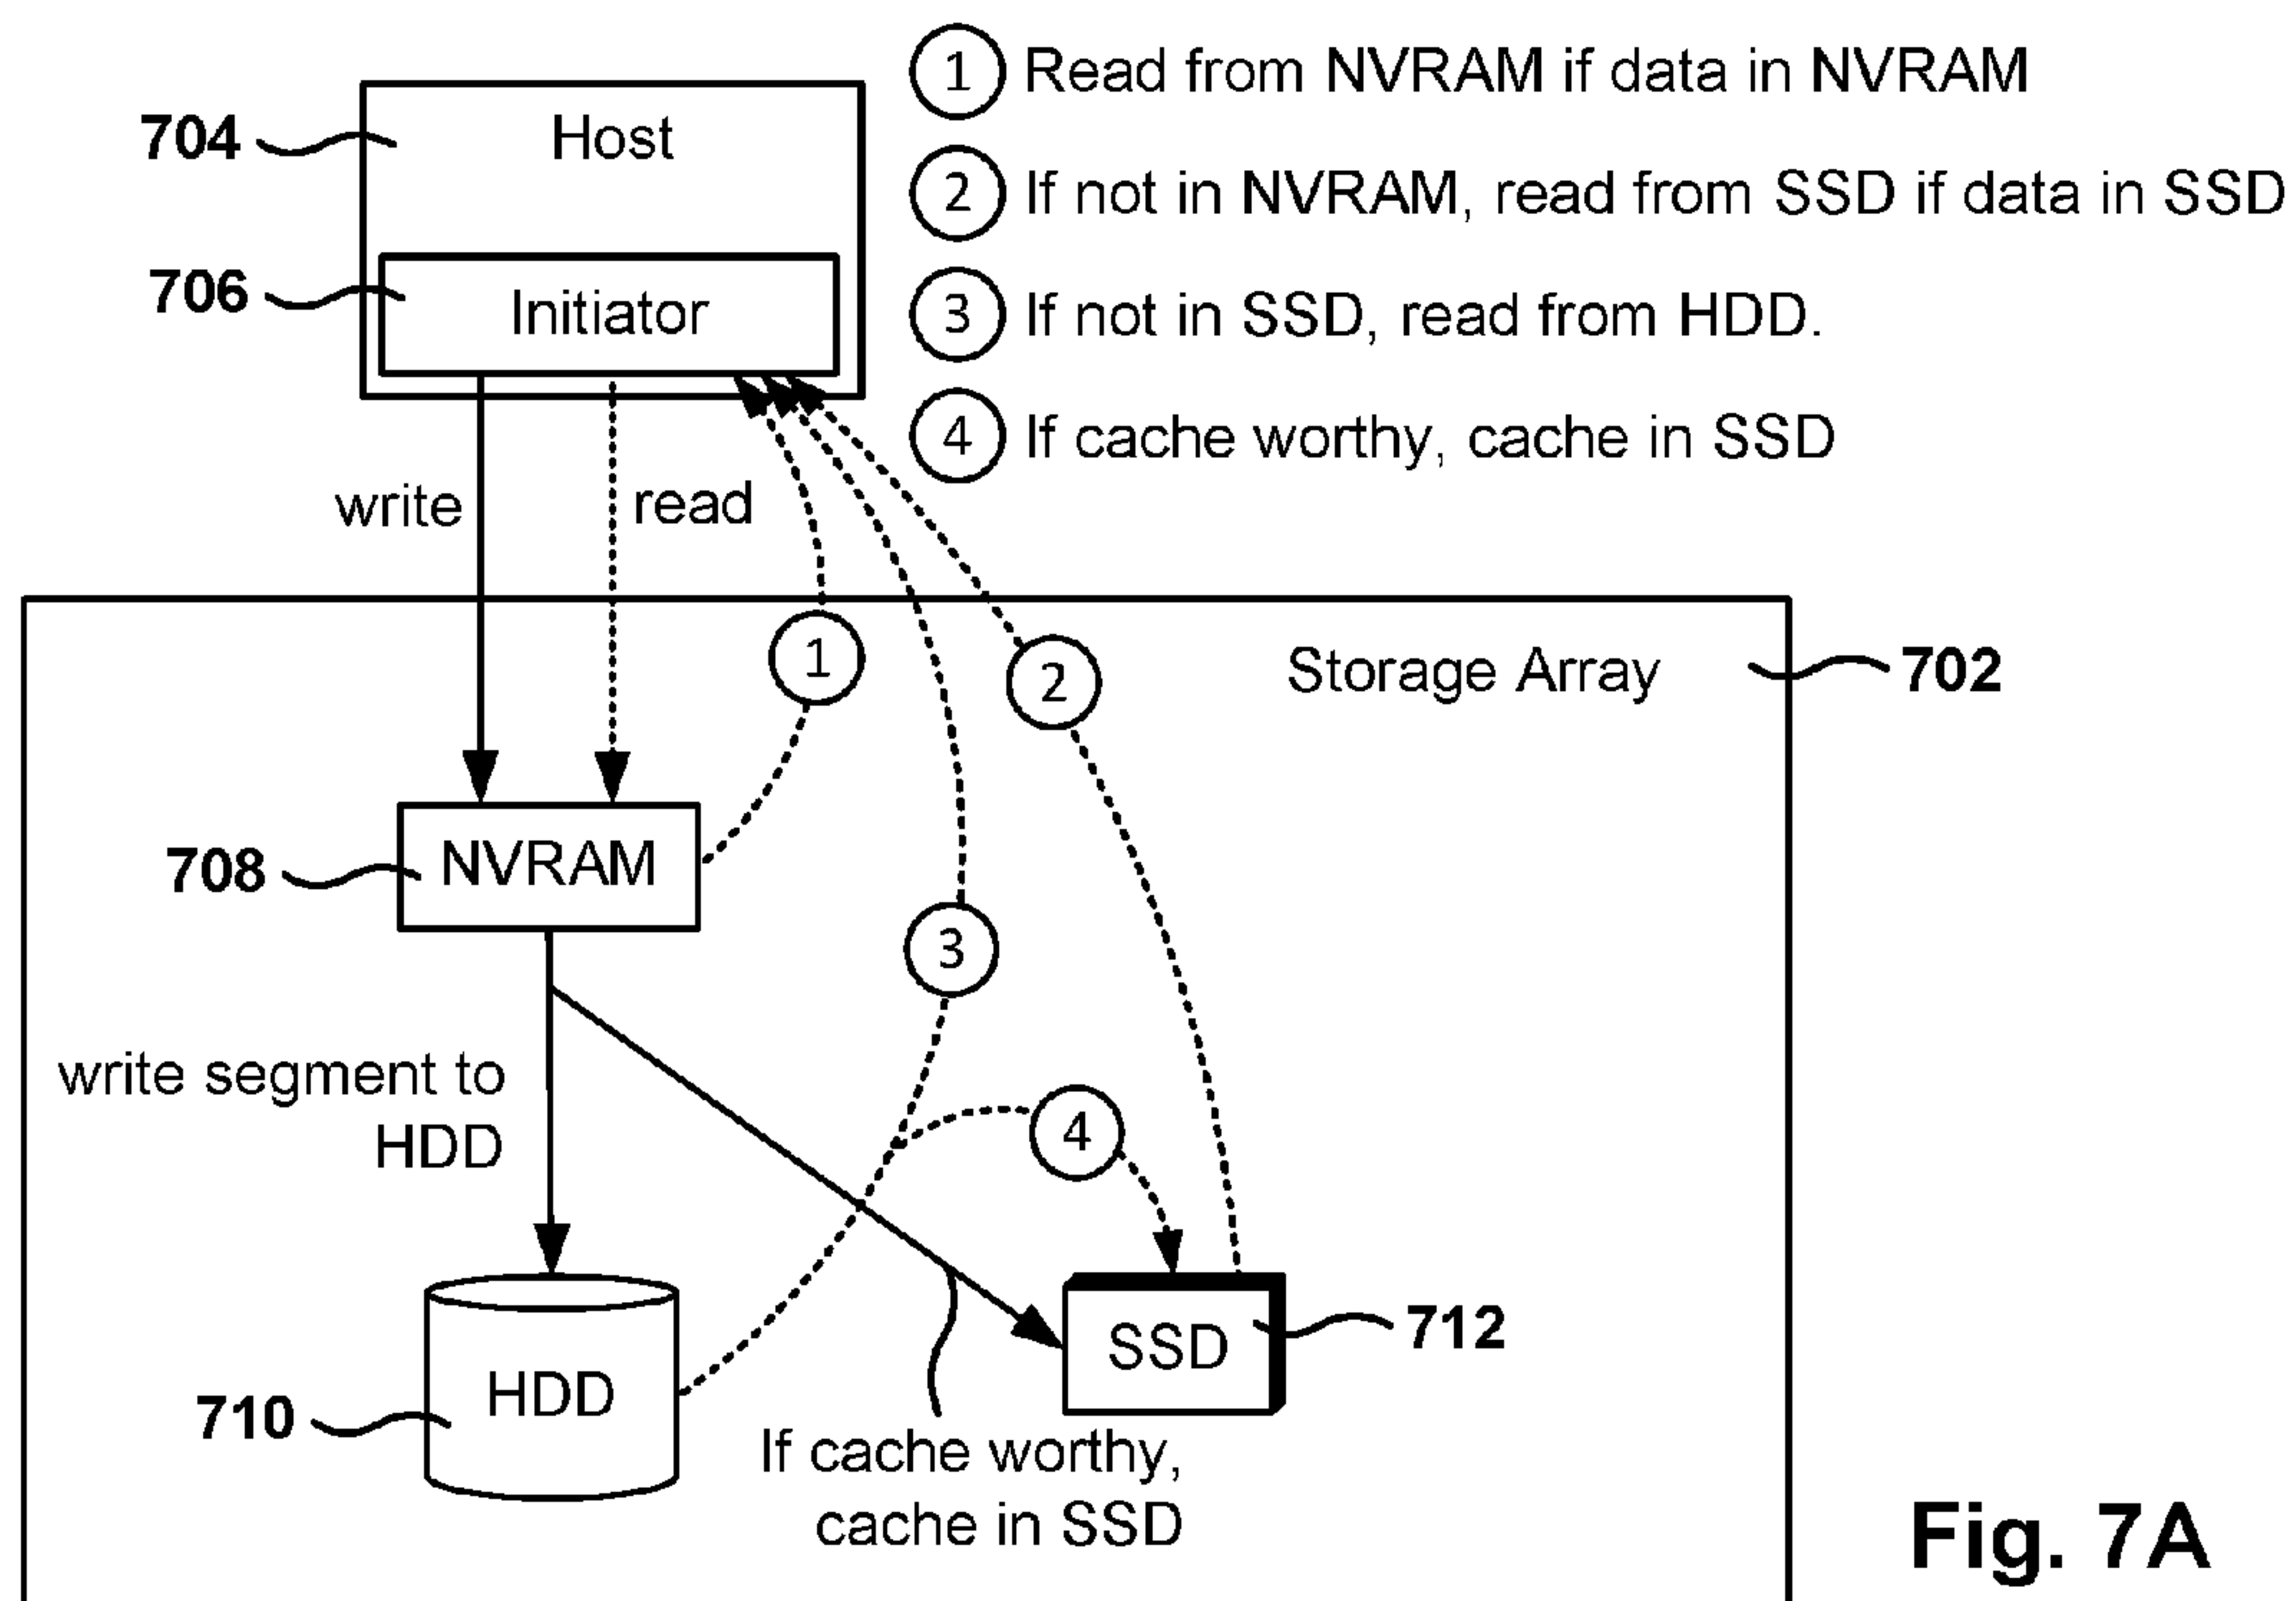 1 Read from NVRAM if data in NVRAM
704 Host
2 If not in NVRAM, read from SSD if data in SSD
706 Initiator
3 If not in SSD, read from HDD.
4 If cache worthy, cache in SSD
write read
1
2
Storage Array 702
708 NVRAM
3
write segment to
HDD
4
710 HDD
SSD 712
If cache worthy,
cache in SSD
Fig. 7A